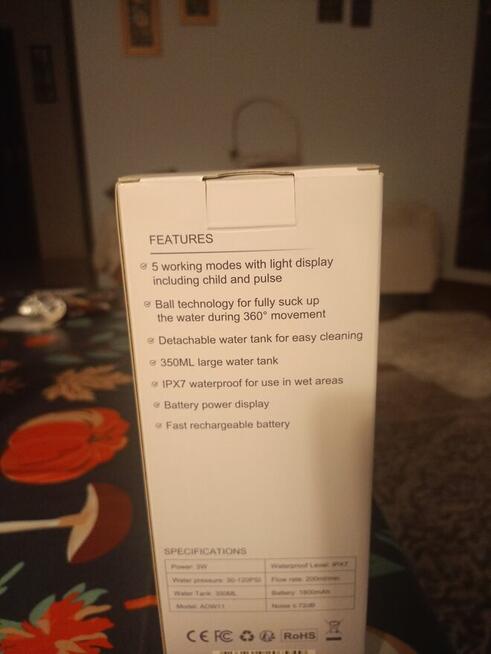 FEATURES
5 working modes with light display
including child and pulse
Ball technology for fully suck up
the water during 360° movement
Detachable water tank for easy cleaning
350ML large water tank
IPX7 waterproof for use in wet areas
Battery power display
Fast rechargeable battery
SPECIFICATIONS
Power: 5W Waterproof Level: IPX7
Water pressure: 30-120PSI Flow rate: 200ml/min
Water Tank: 350ML Battery: 1800mAh
Model: AOW11 Noise ≤ 72dB
CE FC RoHS